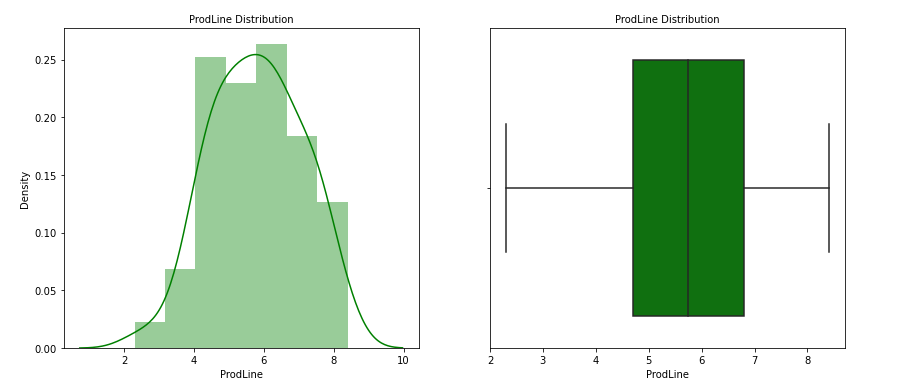 ProdLine Distribution
0.25
0.20
0.15
0.10
0.05
0.00
Density
2 4 6 8 10
ProdLine
ProdLine Distribution
2 3 4 5 6 7 8
ProdLine